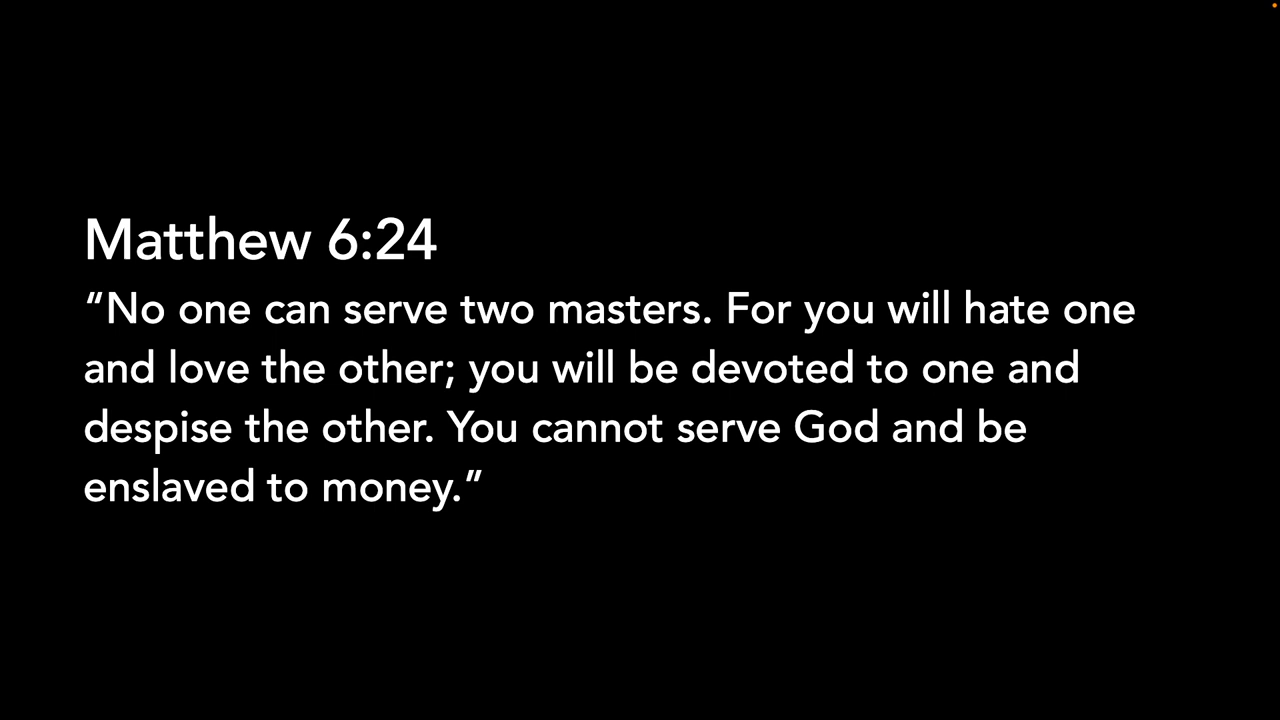 Matthew 6:24
“No one can serve two masters. For you will hate one
and love the other; you will be devoted to one and
despise the other. You cannot serve God and be
enslaved to money.”